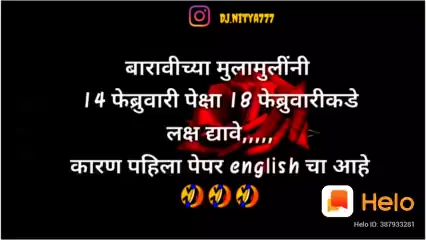 DJ.NITYA777
बारावीच्या मुलामुलींनी
14 फेब्रुवारी पेक्षा 18 फेब्रुवारीकडे
लक्ष द्यावे,,,,,
कारण पहिला पेपर english चा आहे
🤣🤣🤣
Helo
Helo ID: 387933281